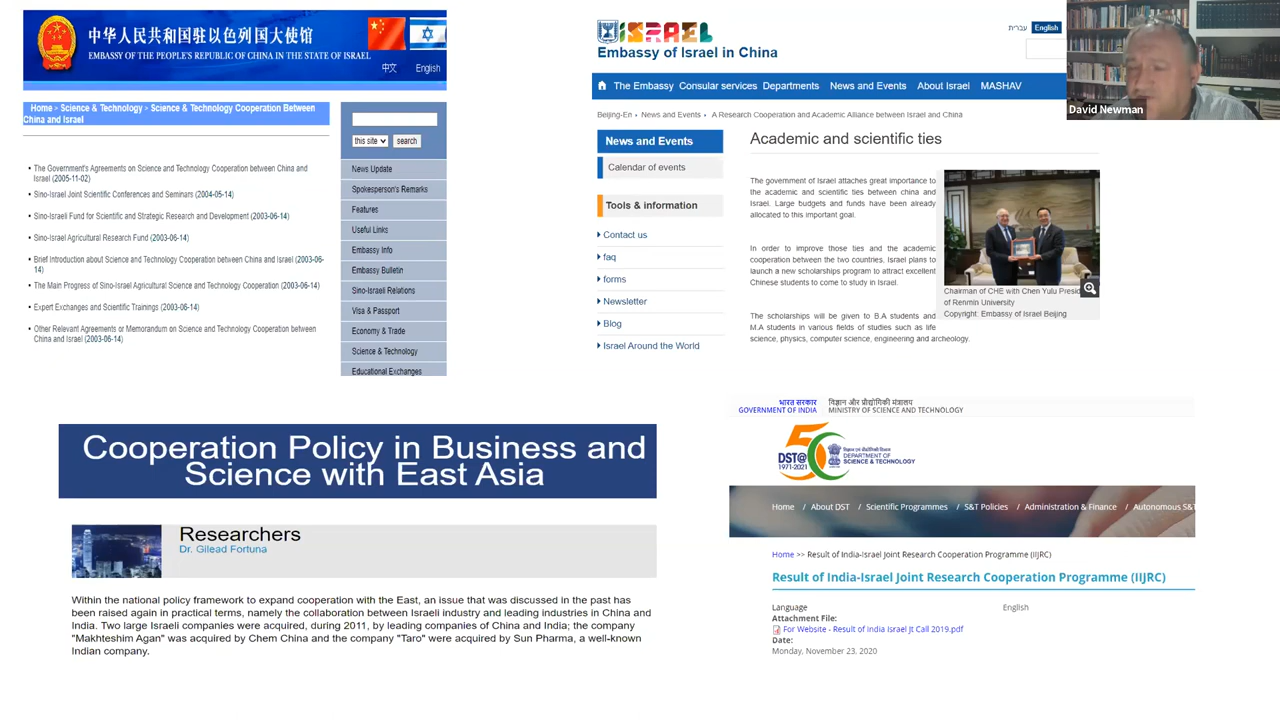 中华人民共和国驻以色列国大使馆
EMBASSY OF THE PEOPLE'S REPUBLIC OF CHINA IN THE STATE OF ISRAEL
中文 English
Home > Science & Technology > Science & Technology Cooperation Between
China and Israel
The Government's Agreements on Science and Technology Cooperation between China and
Israel (2005-11-02)
Sino-Israel Joint Scientific Conferences and Seminars (2004-05-14)
Sino-Israeli Fund for Scientific and Strategic Research and Development (2003-06-14)
Sino-Israel Agricultural Research Fund (2003-06-14)
Brief Introduction about Science and Technology Cooperation between China and Israel (2003-06-
14)
The Main Progress of Sino-Israel Agricultural Science and Technology Cooperation (2003-06-14)
Expert Exchanges and Scientific Trainings (2003-06-14)
Other Relevant Agreements or Memorandum on Science and Technology Cooperation between
China and Israel (2003-06-14)
this site search
News Update
Spokesperson's Remarks
Features
Useful Links
Embassy Info
Embassy Bulletin
Sino-Israeli Relations
Visa & Passport
Economy & Trade
Science & Technology
Educational Exchanges
ISRAEL
Embassy of Israel in China
עברית English
The Embassy Consular services Departments News and Events About Israel MASHAV
Beijing-En News and Events A Research Cooperation and Academic Alliance between Israel and China
News and Events
Calendar of events
Tools & information
Contact us
faq
forms
Newsletter
Blog
Israel Around the World
Academic and scientific ties
The government of Israel attaches great importance to
the academic and scientific ties between china and
Israel. Large budgets and funds have been already
allocated to this important goal.
In order to improve those ties and the academic
cooperation between the two countries, Israel plans to
launch a new scholarships program to attract excellent
Chinese students to come to study in Israel.
The scholarships will be given to B.A students and
M.A students in various fields of studies such as life
science, physics, computer science, engineering and archeology.
Chairman of CHE with Chen Yulu Presid
of Renmin University
Copyright: Embassy of Israel Beijing
David Newman
Cooperation Policy in Business and
Science with East Asia
Researchers
Dr. Gilead Fortuna
Within the national policy framework to expand cooperation with the East, an issue that was discussed in the past has
been raised again in practical terms, namely the collaboration between Israeli industry and leading industries in China and
India. Two large Israeli companies were acquired, during 2011, by leading companies of China and India; the company
"Makhteshim Agan" was acquired by Chem China and the company "Taro" were acquired by Sun Pharma, a well-known
Indian company.
भारत सरकार विज्ञान और प्रौद्योगिकी मंत्रालय
GOVERNMENT OF INDIA MINISTRY OF SCIENCE AND TECHNOLOGY
DST@
1971-2021
विज्ञान एवं प्रौद्योगिकी विभाग
DEPARTMENT OF
SCIENCE & TECHNOLOGY
Home / About DST / Scientific Programmes / S&T Policies / Administration & Finance / Autonomous S&T
Home >> Result of India-Israel Joint Research Cooperation Programme (IIJRC)
Result of India-Israel Joint Research Cooperation Programme (IIJRC)
Language English
Attachment File:
For Website - Result of India Israel Jt Call 2019.pdf
Date:
Monday, November 23, 2020